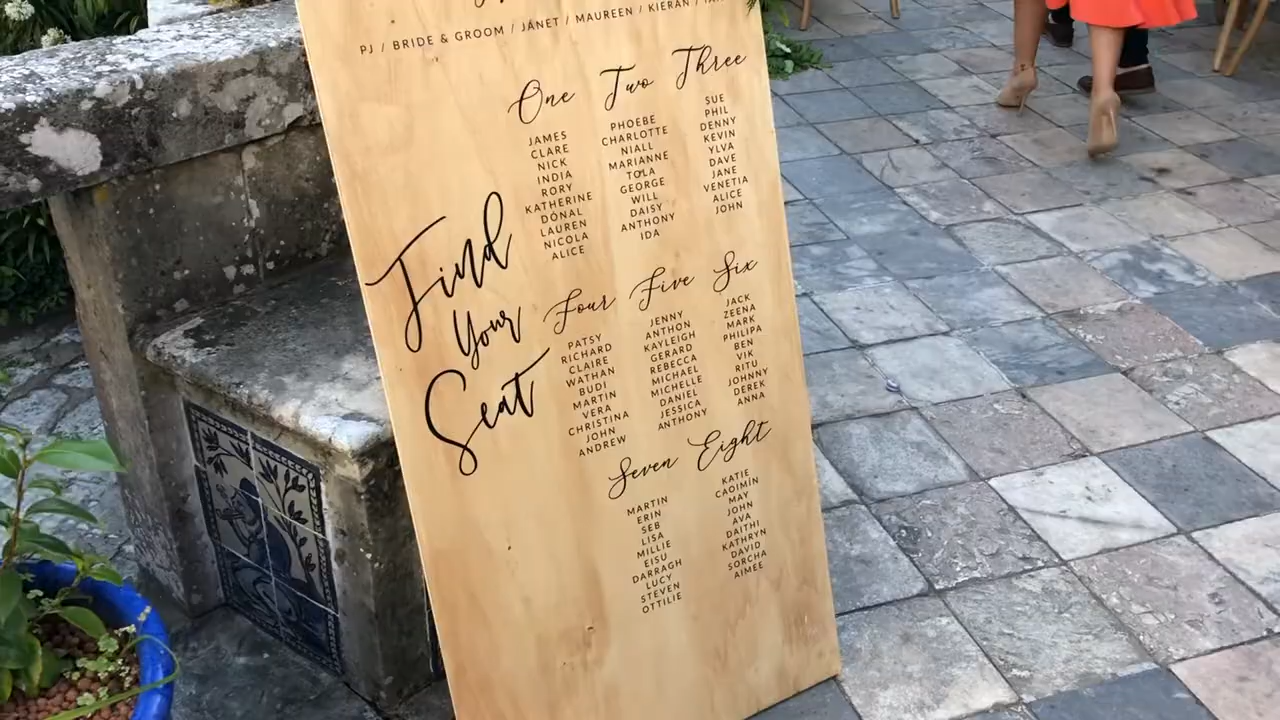 PJ / BRIDE & GROOM / JANET / MAUREEN / KIERAN /
Find
Your
Seat
One
JAMES
CLARE
NICK
INDIA
RORY
KATHERINE
DÓNAL
LAUREN
NICOLA
ALICE
Two
PHOEBE
CHARLOTTE
NIALL
MARIANNE
TOLA
GEORGE
WILL
DAISY
ANTHONY
IDA
Three
SUE
PHIL
DENNY
KEVIN
YLVA
DAVE
JANE
VENETIA
ALICE
JOHN
Four
PATSY
RICHARD
CLAIRE
WATHAN
BUDI
MARTIN
VERA
CHRISTINA
JOHN
ANDREW
Five
JENNY
ANTHON
KAYLEIGH
GERARD
REBECCA
MICHAEL
MICHELLE
DANIEL
JESSICA
ANTHONY
Six
JACK
ZEENA
MARK
PHILIPA
BEN
VIK
RITU
JOHNNY
DEREK
ANNA
Seven
MARTIN
ERIN
SEB
LISA
MILLIE
EISU
DARRAGH
LUCY
STEVEN
OTTILIE
Eight
KATIE
CAOIMÍN
MAY
JOHN
AVA
DAITHI
KATHRYN
DAVID
SORCHA
AIMEE